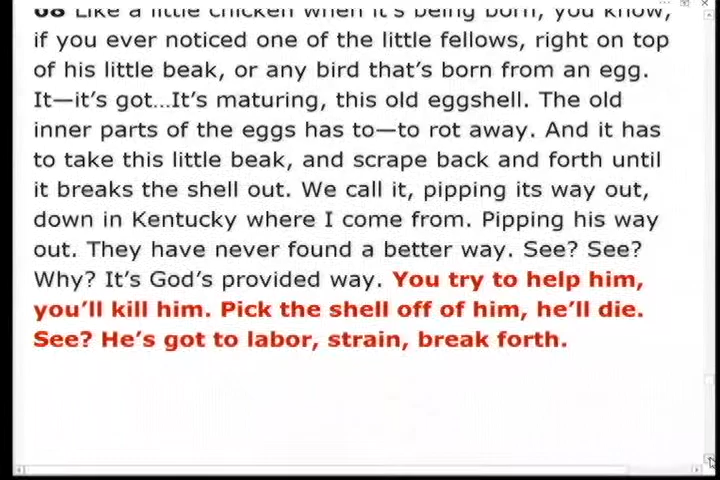 68 Like a little chicken when it's being born, you know,
if you ever noticed one of the little fellows, right on top
of his little beak, or any bird that's born from an egg.
It—it's got...It's maturing, this old eggshell. The old
inner parts of the eggs has to—to rot away. And it has
to take this little beak, and scrape back and forth until
it breaks the shell out. We call it, pipping its way out,
down in Kentucky where I come from. Pipping his way
out. They have never found a better way. See? See?
Why? It's God's provided way. You try to help him,
you'll kill him. Pick the shell off of him, he'll die.
See? He's got to labor, strain, break forth.